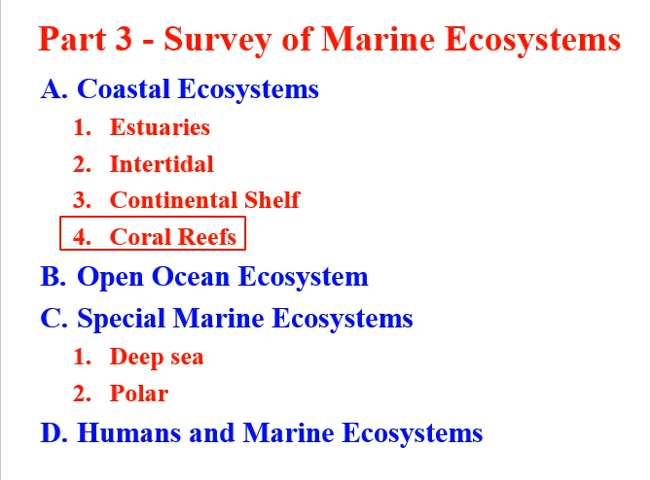 Part 3 - Survey of Marine Ecosystems
A. Coastal Ecosystems
1. Estuaries
2. Intertidal
3. Continental Shelf
4. Coral Reefs
B. Open Ocean Ecosystem
C. Special Marine Ecosystems
1. Deep sea
2. Polar
D. Humans and Marine Ecosystems